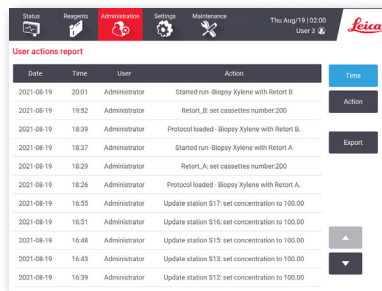 Status Reagents Administration Settings Maintenance Thu Aug/19 | 02:00
User 3
Leica
User actions report
Date Time User Action
Time
2021-08-19 20:01 Administrator Started run -Biopsy Xylene with Retort B
2021-08-19 19:52 Administrator Retort_B: set cassettes number:200
Action
2021-08-19 18:39 Administrator Protocol loaded - Biopsy Xylene with Retort B.
2021-08-19 18:37 Administrator Started run -Biopsy Xylene with Retort A
Export
2021-08-19 18:29 Administrator Retort_A: set cassettes number:200
2021-08-19 18:26 Administrator Protocol loaded - Biopsy Xylene with Retort A.
2021-08-19 16:55 Administrator Update station S17: set concentration to 100.00
2021-08-19 16:51 Administrator Update station S16: set concentration to 100.00
2021-08-19 16:48 Administrator Update station S15: set concentration to 100.00
2021-08-19 16:43 Administrator Update station S13: set concentration to 100.00
2021-08-19 16:39 Administrator Update station S12: set concentration to 100.00